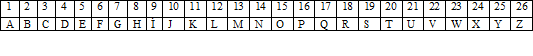 1 2 3 4 5 6 7 8 9 10 11 12 13 14 15 16 17 18 19 20 21 22 23 24 25 26
A B C D E F G H İ J K L M N O P Q R S T U V W X Y Z